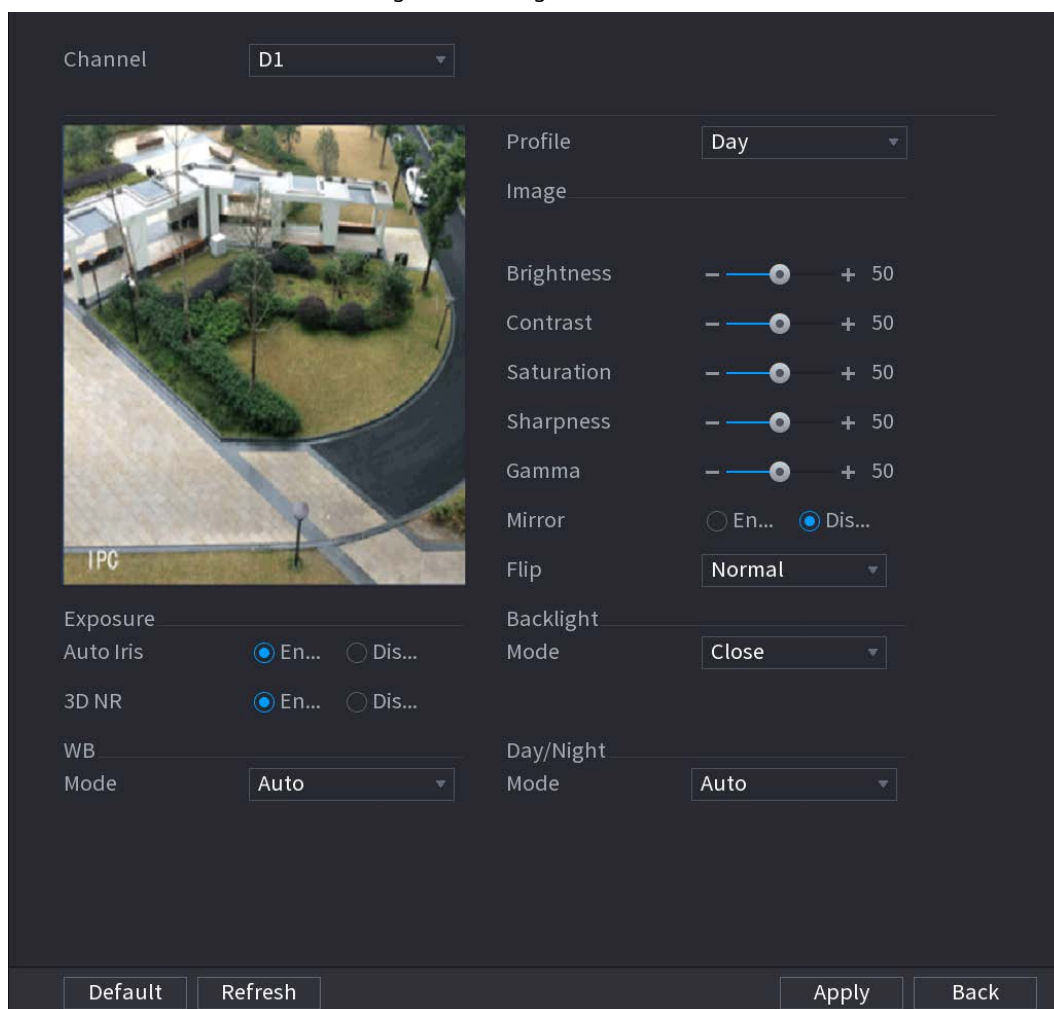 Channel D1
Profile Day
Image
Brightness - + 50
Contrast - + 50
Saturation - + 50
Sharpness - + 50
Gamma - + 50
Mirror En... Dis...
Flip Normal
IPC
Exposure
Auto Iris En... Dis...
3D NR En... Dis...
Backlight
Mode Close
WB
Mode Auto
Day/Night
Mode Auto
Default Refresh Apply Back